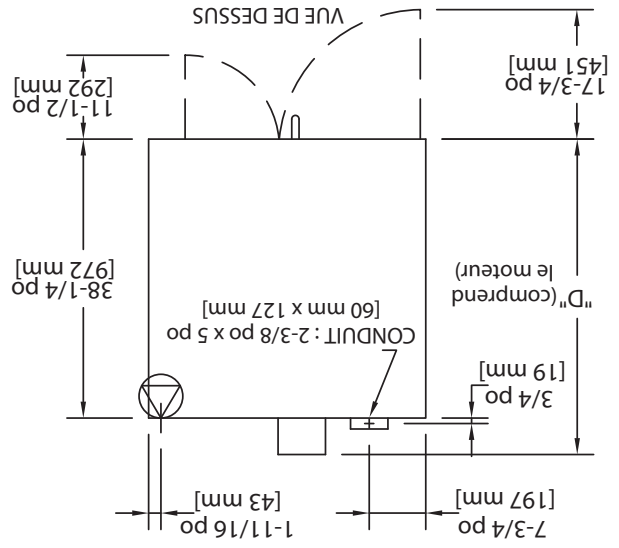 7-3/4 po
[197 mm]
1-11/16 po
[43 mm]
3/4 po
[19 mm]
CONDUIT : 2-3/8 po x 5 po
[60 mm x 127 mm]
"D" (comprend
le moteur)
38-1/4 po
[972 mm]
17-3/4 po
[451 mm]
11-1/2 po
[292 mm]
VUE DE DESSUS